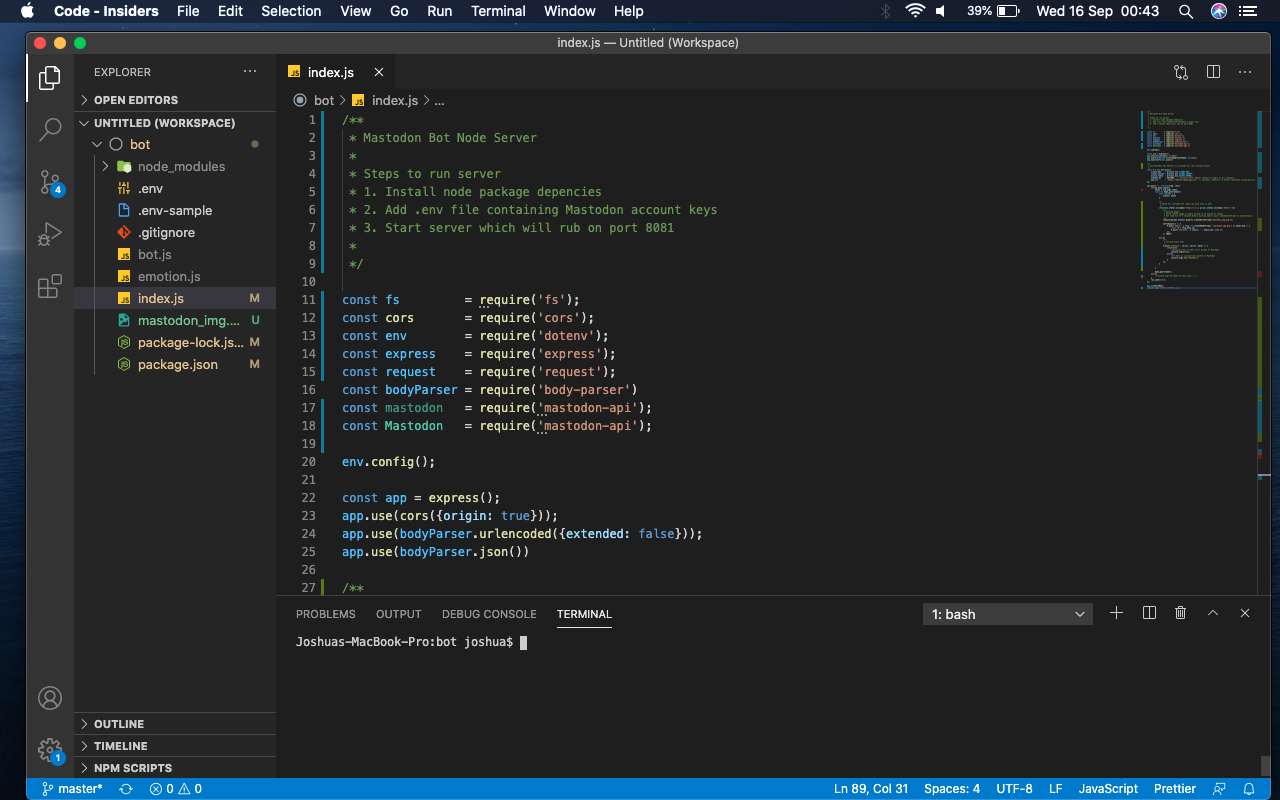 Code - Insiders File Edit Selection View Go Run Terminal Window Help 39% Wed 16 Sep 00:43
index.js — Untitled (Workspace)
EXPLORER
OPEN EDITORS
UNTITLED (WORKSPACE)
bot
node_modules
.env
.env-sample
.gitignore
bot.js
emotion.js
index.js M
mastodon_img.... U
package-lock.js... M
package.json M
OUTLINE
TIMELINE
NPM SCRIPTS
4
1
JS index.js
bot > JS index.js > ...
1 /**
2 * Mastodon Bot Node Server
3 *
4 * Steps to run server
5 * 1. Install node package depencies
6 * 2. Add .env file containing Mastodon account keys
7 * 3. Start server which will rub on port 8081
8 *
9 */
10
11 const fs = require('fs');
12 const cors = require('cors');
13 const env = require('dotenv');
14 const express = require('express');
15 const request = require('request');
16 const bodyParser = require('body-parser')
17 const mastodon = require('mastodon-api');
18 const Mastodon = require('mastodon-api');
19
20 env.config();
21
22 const app = express();
23 app.use(cors({origin: true}));
24 app.use(bodyParser.urlencoded({extended: false}));
25 app.use(bodyParser.json())
26
27 /**
PROBLEMS OUTPUT DEBUG CONSOLE TERMINAL 1: bash
Joshuas-MacBook-Pro:bot joshua$
master* 0 0 Ln 89, Col 31 Spaces: 4 UTF-8 LF JavaScript Prettier